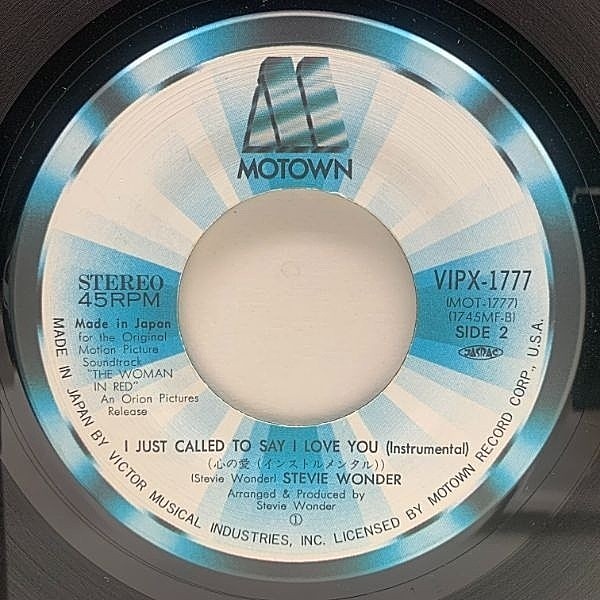 MOTOWN
STEREO
45RPM
Made in Japan
for the Original
Motion Picture
Soundtrack
"THE WOMAN
IN RED"
An Orion Pictures
Release
VIPX-1777
(MOT-1777)
(1745MF-B)
SIDE 2
JASRAC
I JUST CALLED TO SAY I LOVE YOU (Instrumental)
(心の愛(インストルメンタル))
(Stevie Wonder) STEVIE WONDER
Arranged & Produced by
Stevie Wonder
①
MADE IN JAPAN BY VICTOR MUSICAL INDUSTRIES, INC. LICENSED BY MOTOWN RECORD CORP., U.S.A.